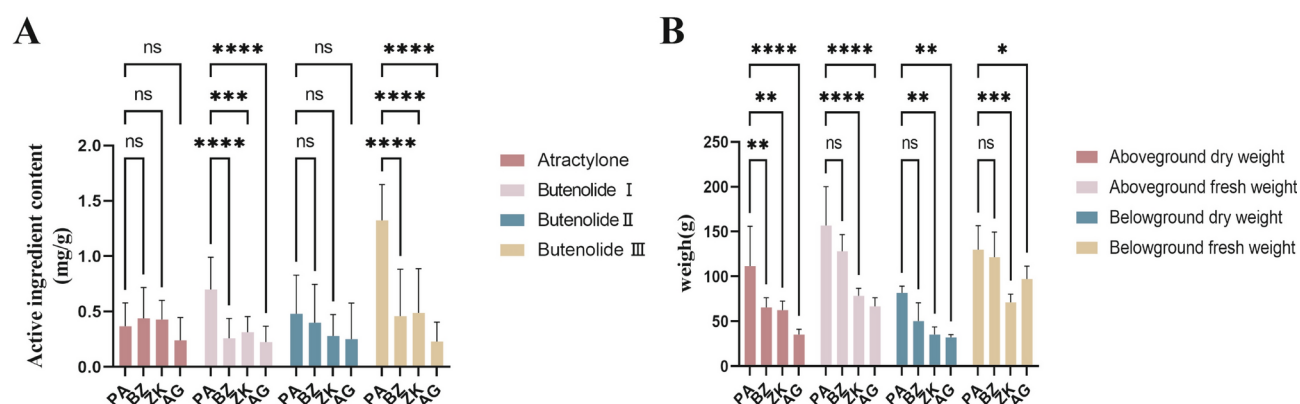 A
ns
****
ns
****
ns
***
ns
****
ns
****
ns
****
2.0
1.5
1.0
0.5
0.0
Active ingredient content
(mg/g)
PA BZ ZK AG PA BZ ZK AG PA BZ ZK AG PA BZ ZK AG
Atractylone
Butenolide Ⅰ
Butenolide Ⅱ
Butenolide Ⅲ
B
****
****
**
*
**
****
**
***
**
ns
ns
ns
250
200
150
100
50
0
weigh(g)
PA BZ ZK AG PA BZ ZK AG PA BZ ZK AG PA BZ ZK AG
Aboveground dry weight
Aboveground fresh weight
Belowground dry weight
Belowground fresh weight